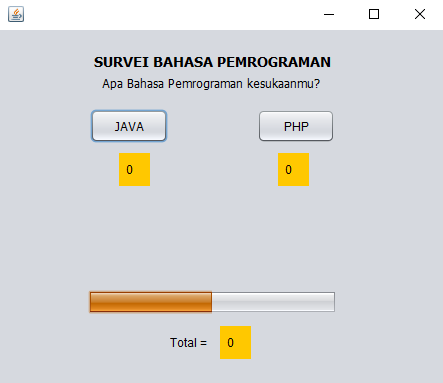 SURVEI BAHASA PEMROGRAMAN
Apa Bahasa Pemrograman kesukaanmu?
JAVA PHP
0 0
Total = 0